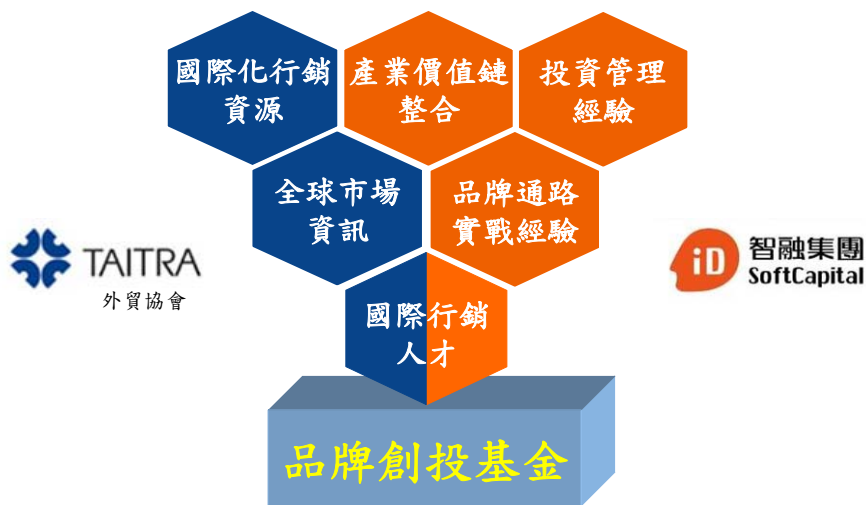 國際化行銷
資源
產業價值鏈
整合
投資管理
經驗
全球市場
資訊
品牌通路
實戰經驗
TAITRA
外貿協會
iD
智融集團
SoftCapital
國際行銷
人才
品牌創投基金